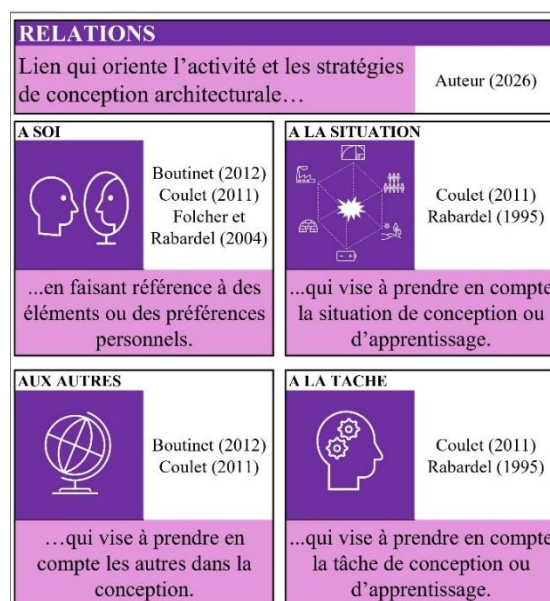 RELATIONS
Lien qui oriente l’activité et les stratégies
de conception architecturale…
Auteur (2026)
A SOI
Boutinet (2012)
Coulet (2011)
Folcher et
Rabardel (2004)
...en faisant référence à des
éléments ou des préférences
personnels.
A LA SITUATION
Coulet (2011)
Rabardel (1995)
...qui vise à prendre en compte
la situation de conception ou
d’apprentissage.
AUX AUTRES
Boutinet (2012)
Coulet (2011)
…qui vise à prendre en
compte les autres dans la
conception.
A LA TACHE
Coulet (2011)
Rabardel (1995)
...qui vise à prendre en compte
la tâche de conception ou
d’apprentissage.